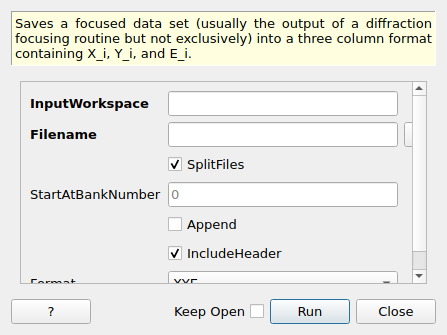 Saves a focused data set (usually the output of a diffraction
focusing routine but not exclusively) into a three column format
containing X_i, Y_i, and E_i.
InputWorkspace
Filename
SplitFiles
StartAtBankNumber 0
Append
IncludeHeader
Format XYE
? Keep Open Run Close